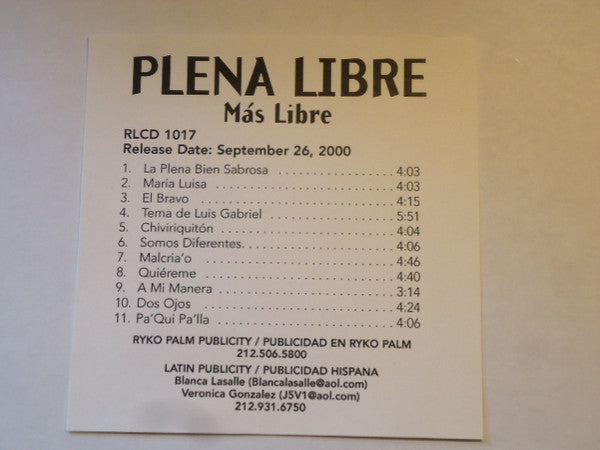 PLENA LIBRE
Más Libre
RLCD 1017
Release Date: September 26, 2000
1. La Plena Bien Sabrosa . . . . . . . . . . . . . . . . . . . . 4:03
2. María Luisa . . . . . . . . . . . . . . . . . . . . . . . . . . . . . 4:03
3. El Bravo . . . . . . . . . . . . . . . . . . . . . . . . . . . . . . . . 4:15
4. Tema de Luis Gabriel . . . . . . . . . . . . . . . . . . . . . 5:51
5. Chiviriquitón . . . . . . . . . . . . . . . . . . . . . . . . . . . . 4:04
6. Somos Diferentes. . . . . . . . . . . . . . . . . . . . . . . . 4:06
7. Malcria'o . . . . . . . . . . . . . . . . . . . . . . . . . . . . . . 4:46
8. Quiéreme . . . . . . . . . . . . . . . . . . . . . . . . . . . . . . 4:40
9. A Mi Manera . . . . . . . . . . . . . . . . . . . . . . . . . . . . 3:14
10. Dos Ojos . . . . . . . . . . . . . . . . . . . . . . . . . . . . . . 4:24
11. Pa'Qui Pa'lla . . . . . . . . . . . . . . . . . . . . . . . . . . . 4:06
RYKO PALM PUBLICITY / PUBLICIDAD EN RYKO PALM
212.506.5800
LATIN PUBLICITY / PUBLICIDAD HISPANA
Blanca Lasalle (Blancalasalle@aol.com)
Veronica Gonzalez (J5V1@aol.com)
212.931.6750